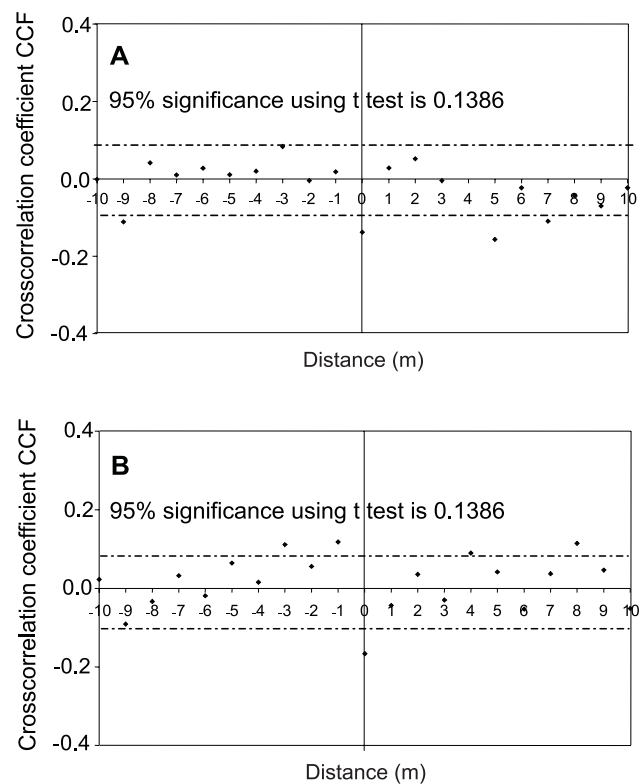 0.4
A
95% significance using t test is 0.1386
0.2
0.0
-10 -9 -8 -7 -6 -5 -4 -3 -2 -1 0 1 2 3 4 5 6 7 8 9 10
-0.2
-0.4
Crosscorrelation coefficient CCF
Distance (m)
0.4
B
95% significance using t test is 0.1386
0.2
0.0
-10 -9 -8 -7 -6 -5 -4 -3 -2 -1 0 1 2 3 4 5 6 7 8 9 10
-0.2
-0.4
Crosscorrelation coefficient CCF
Distance (m)